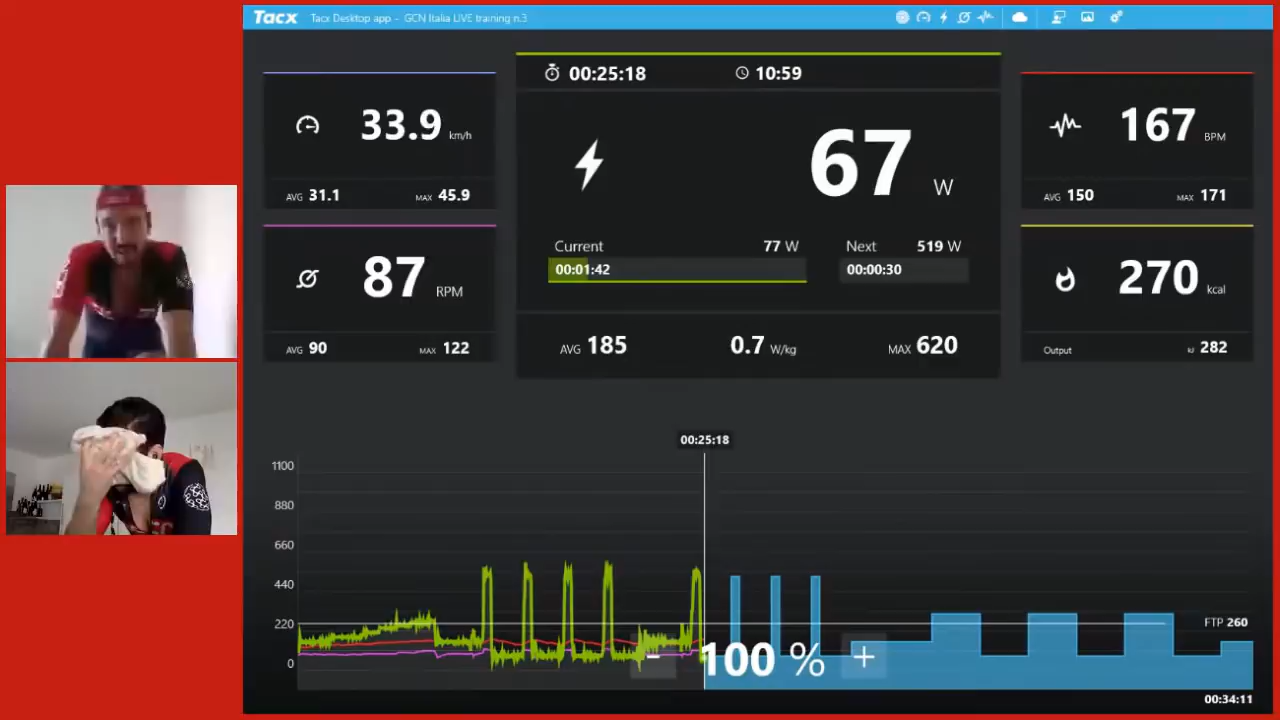 Tacx Tacx Desktop app - GCN Italia LIVE training n.3
00:25:18 10:59
33.9 km/h
AVG 31.1 MAX 45.9
87 RPM
AVG 90 MAX 122
67 W
Current 77 W Next 519 W
00:01:42 00:00:30
AVG 185 0.7 W/kg MAX 620
167 BPM
AVG 150 MAX 171
270 kcal
Output kJ 282
00:25:18
1100
880
660
440
220
0
FTP 260
- 100 % +
00:34:11